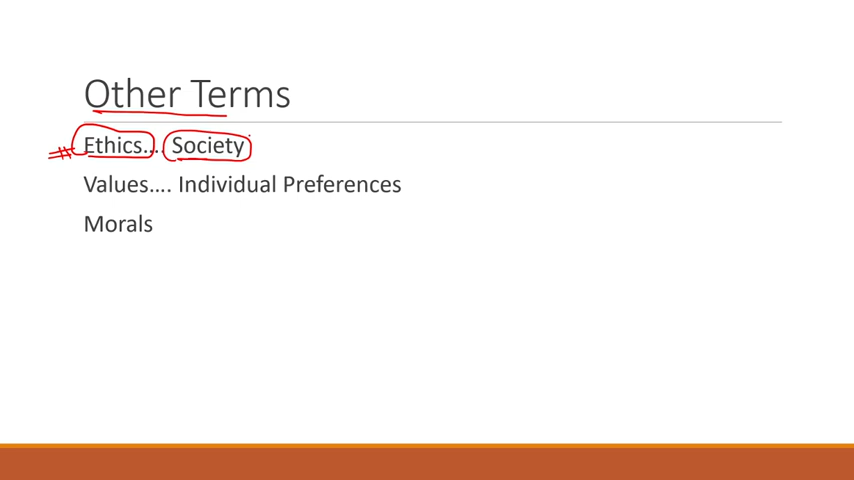 Other Terms
Ethics.... Society
Values.... Individual Preferences
Morals